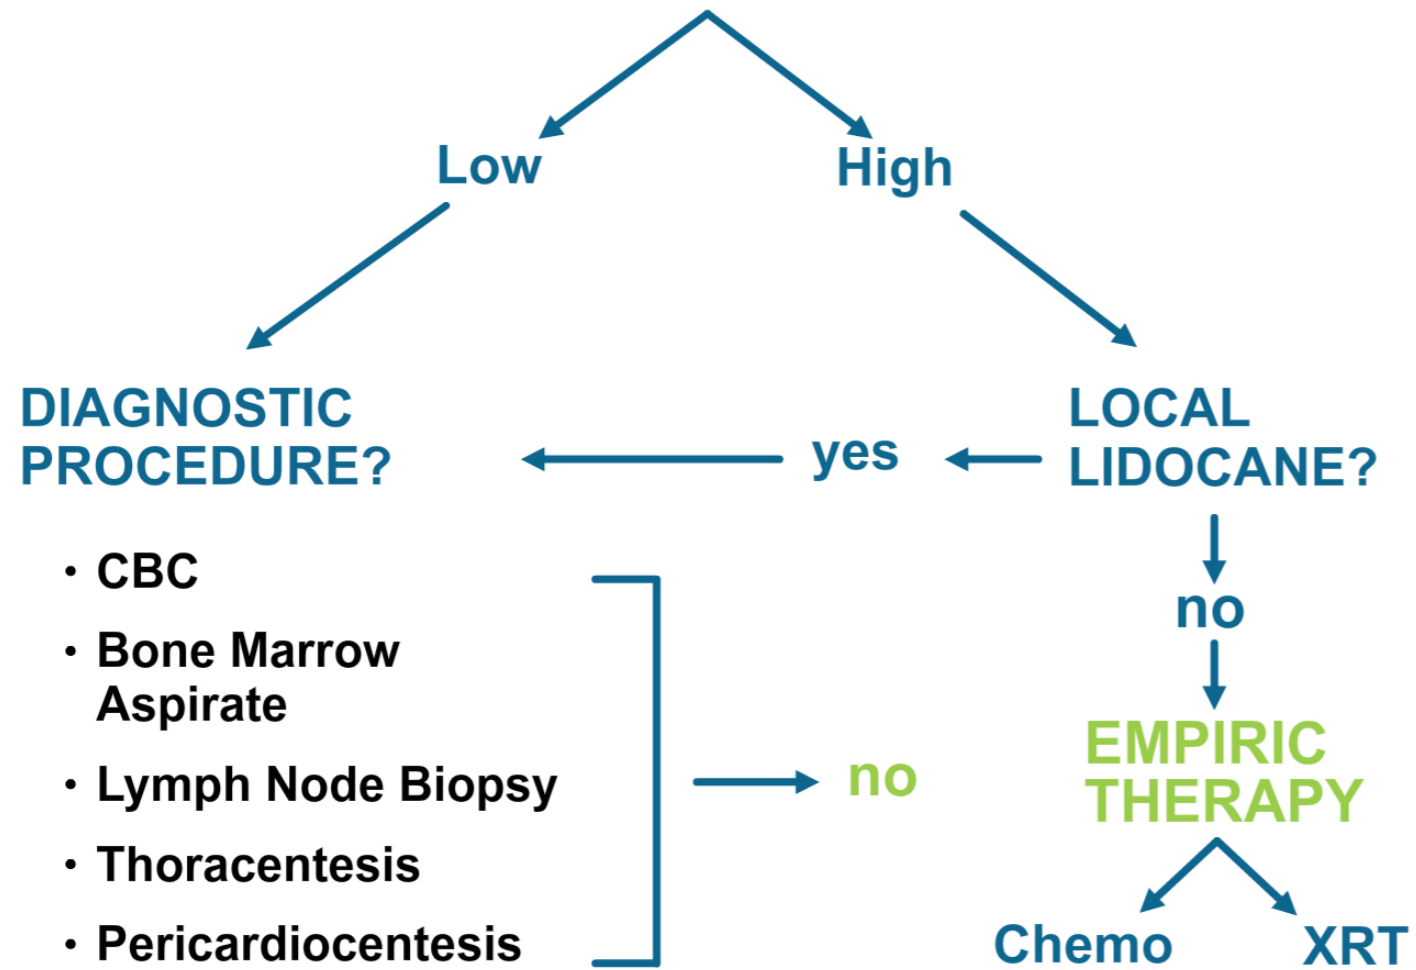 Low
High
DIAGNOSTIC
PROCEDURE?
yes
LOCAL
LIDOCANE?
· CBC
· Bone Marrow
Aspirate
· Lymph Node Biopsy
· Thoracentesis
· Pericardiocentesis
no
no
EMPIRIC
THERAPY
Chemo
XRT